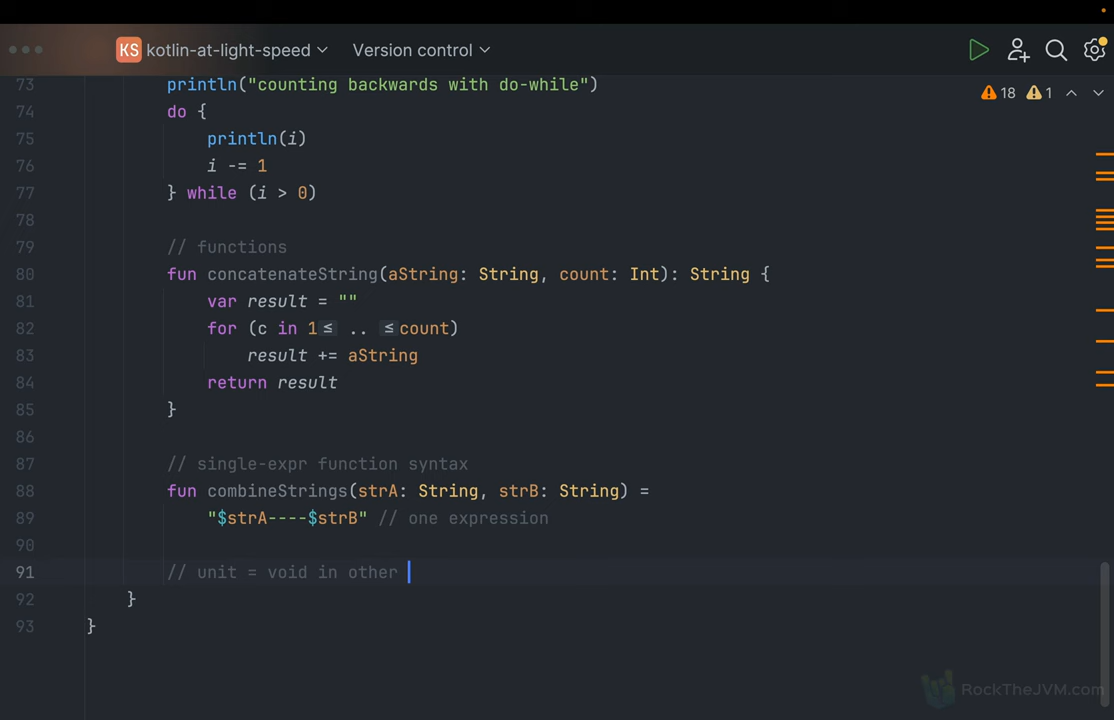 KS kotlin-at-light-speed Version control
18 1
73 println("counting backwards with do-while")
74 do {
75 println(i)
76 i -= 1
77 } while (i > 0)
78
79 // functions
80 fun concatenateString(aString: String, count: Int): String {
81 var result = ""
82 for (c in 1≤ .. ≤count)
83 result += aString
84 return result
85 }
86
87 // single-expr function syntax
88 fun combineStrings(strA: String, strB: String) =
89 "$strA----$strB" // one expression
90
91 // unit = void in other
92 }
93 }
RockTheJVM.com